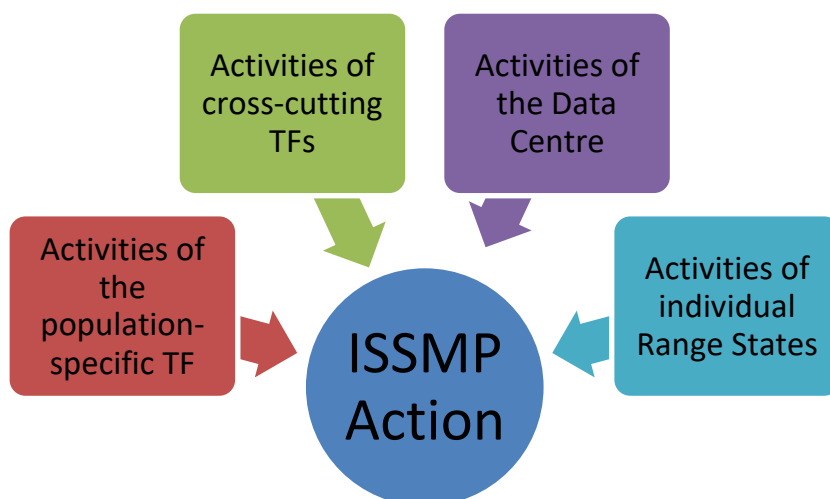 Activities of
cross-cutting
TFs
Activities of
the Data
Centre
Activities of
the
population-
specific TF
Activities of
individual
Range States
ISSMP
Action